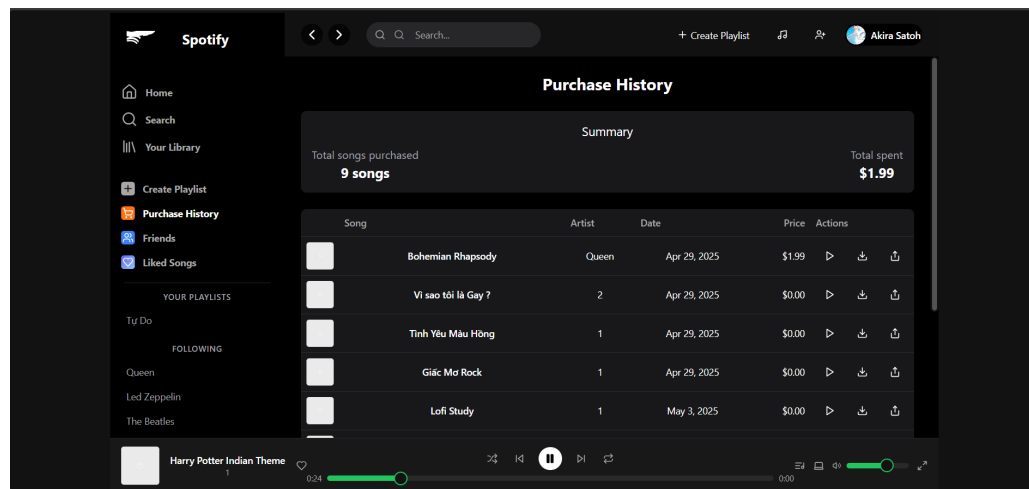 Spotify
Search...
+ Create Playlist
Akira Satoh
Home
Search
Your Library
Create Playlist
Purchase History
Friends
Liked Songs
YOUR PLAYLISTS
Tự Do
FOLLOWING
Queen
Led Zeppelin
The Beatles
Purchase History
Summary
Total songs purchased
9 songs
Total spent
$1.99
Song Artist Date Price Actions
Bohemian Rhapsody Queen Apr 29, 2025 $1.99
Vì sao tôi là Gay ? 2 Apr 29, 2025 $0.00
Tình Yêu Màu Hồng 1 Apr 29, 2025 $0.00
Giấc Mơ Rock 1 Apr 29, 2025 $0.00
Lofi Study 1 May 3, 2025 $0.00
Harry Potter Indian Theme
1
0:24
0:00